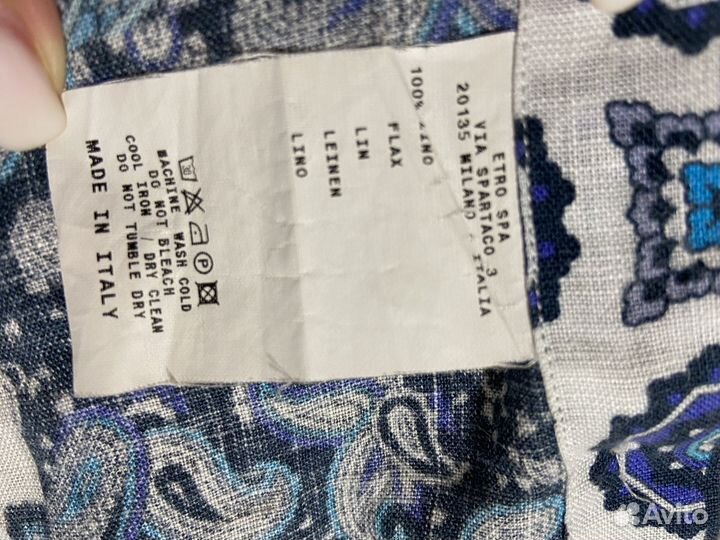 ETRO SPA
VIA SPARTACO 3
20135 MILANO ITALIA
100% LINO
FLAX
LIN
LEINEN
LINO
30 P
MACHINE WASH COLD
DO NOT BLEACH
COOL IRON / DRY CLEAN
DO NOT TUMBLE DRY
MADE IN ITALY
Avito